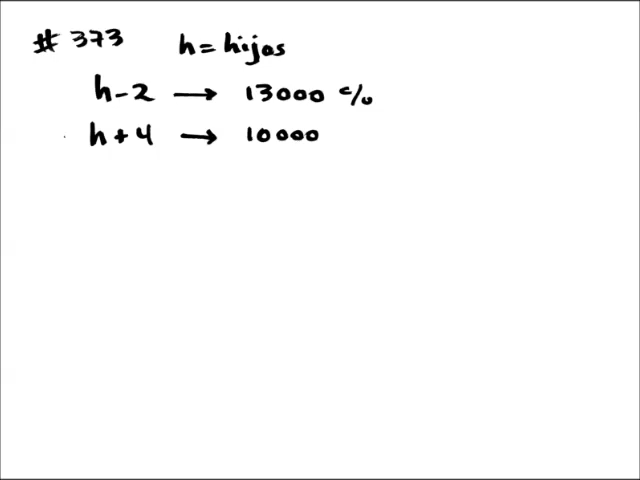 # 373 h = hijos
h - 2 → 13000 c/o
h + 4 → 10000